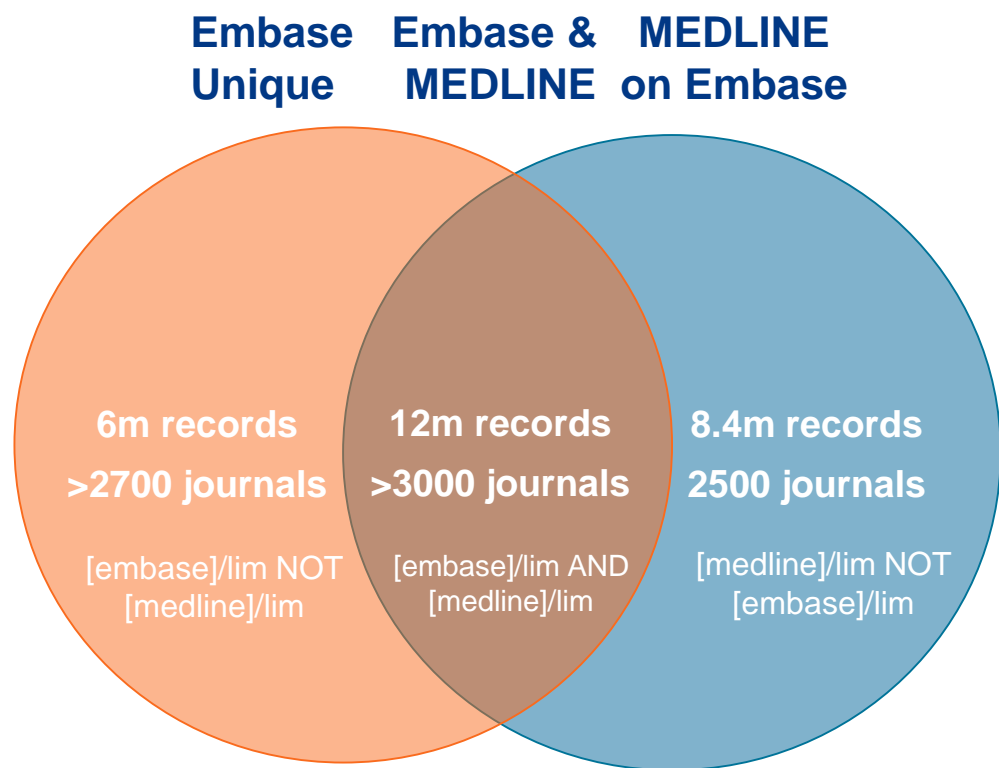 Embase Unique
Embase & MEDLINE
MEDLINE on Embase
6m records
>2700 journals
[embase]/lim NOT
[medline]/lim
12m records
>3000 journals
[embase]/lim AND
[medline]/lim
8.4m records
2500 journals
[medline]/lim NOT
[embase]/lim